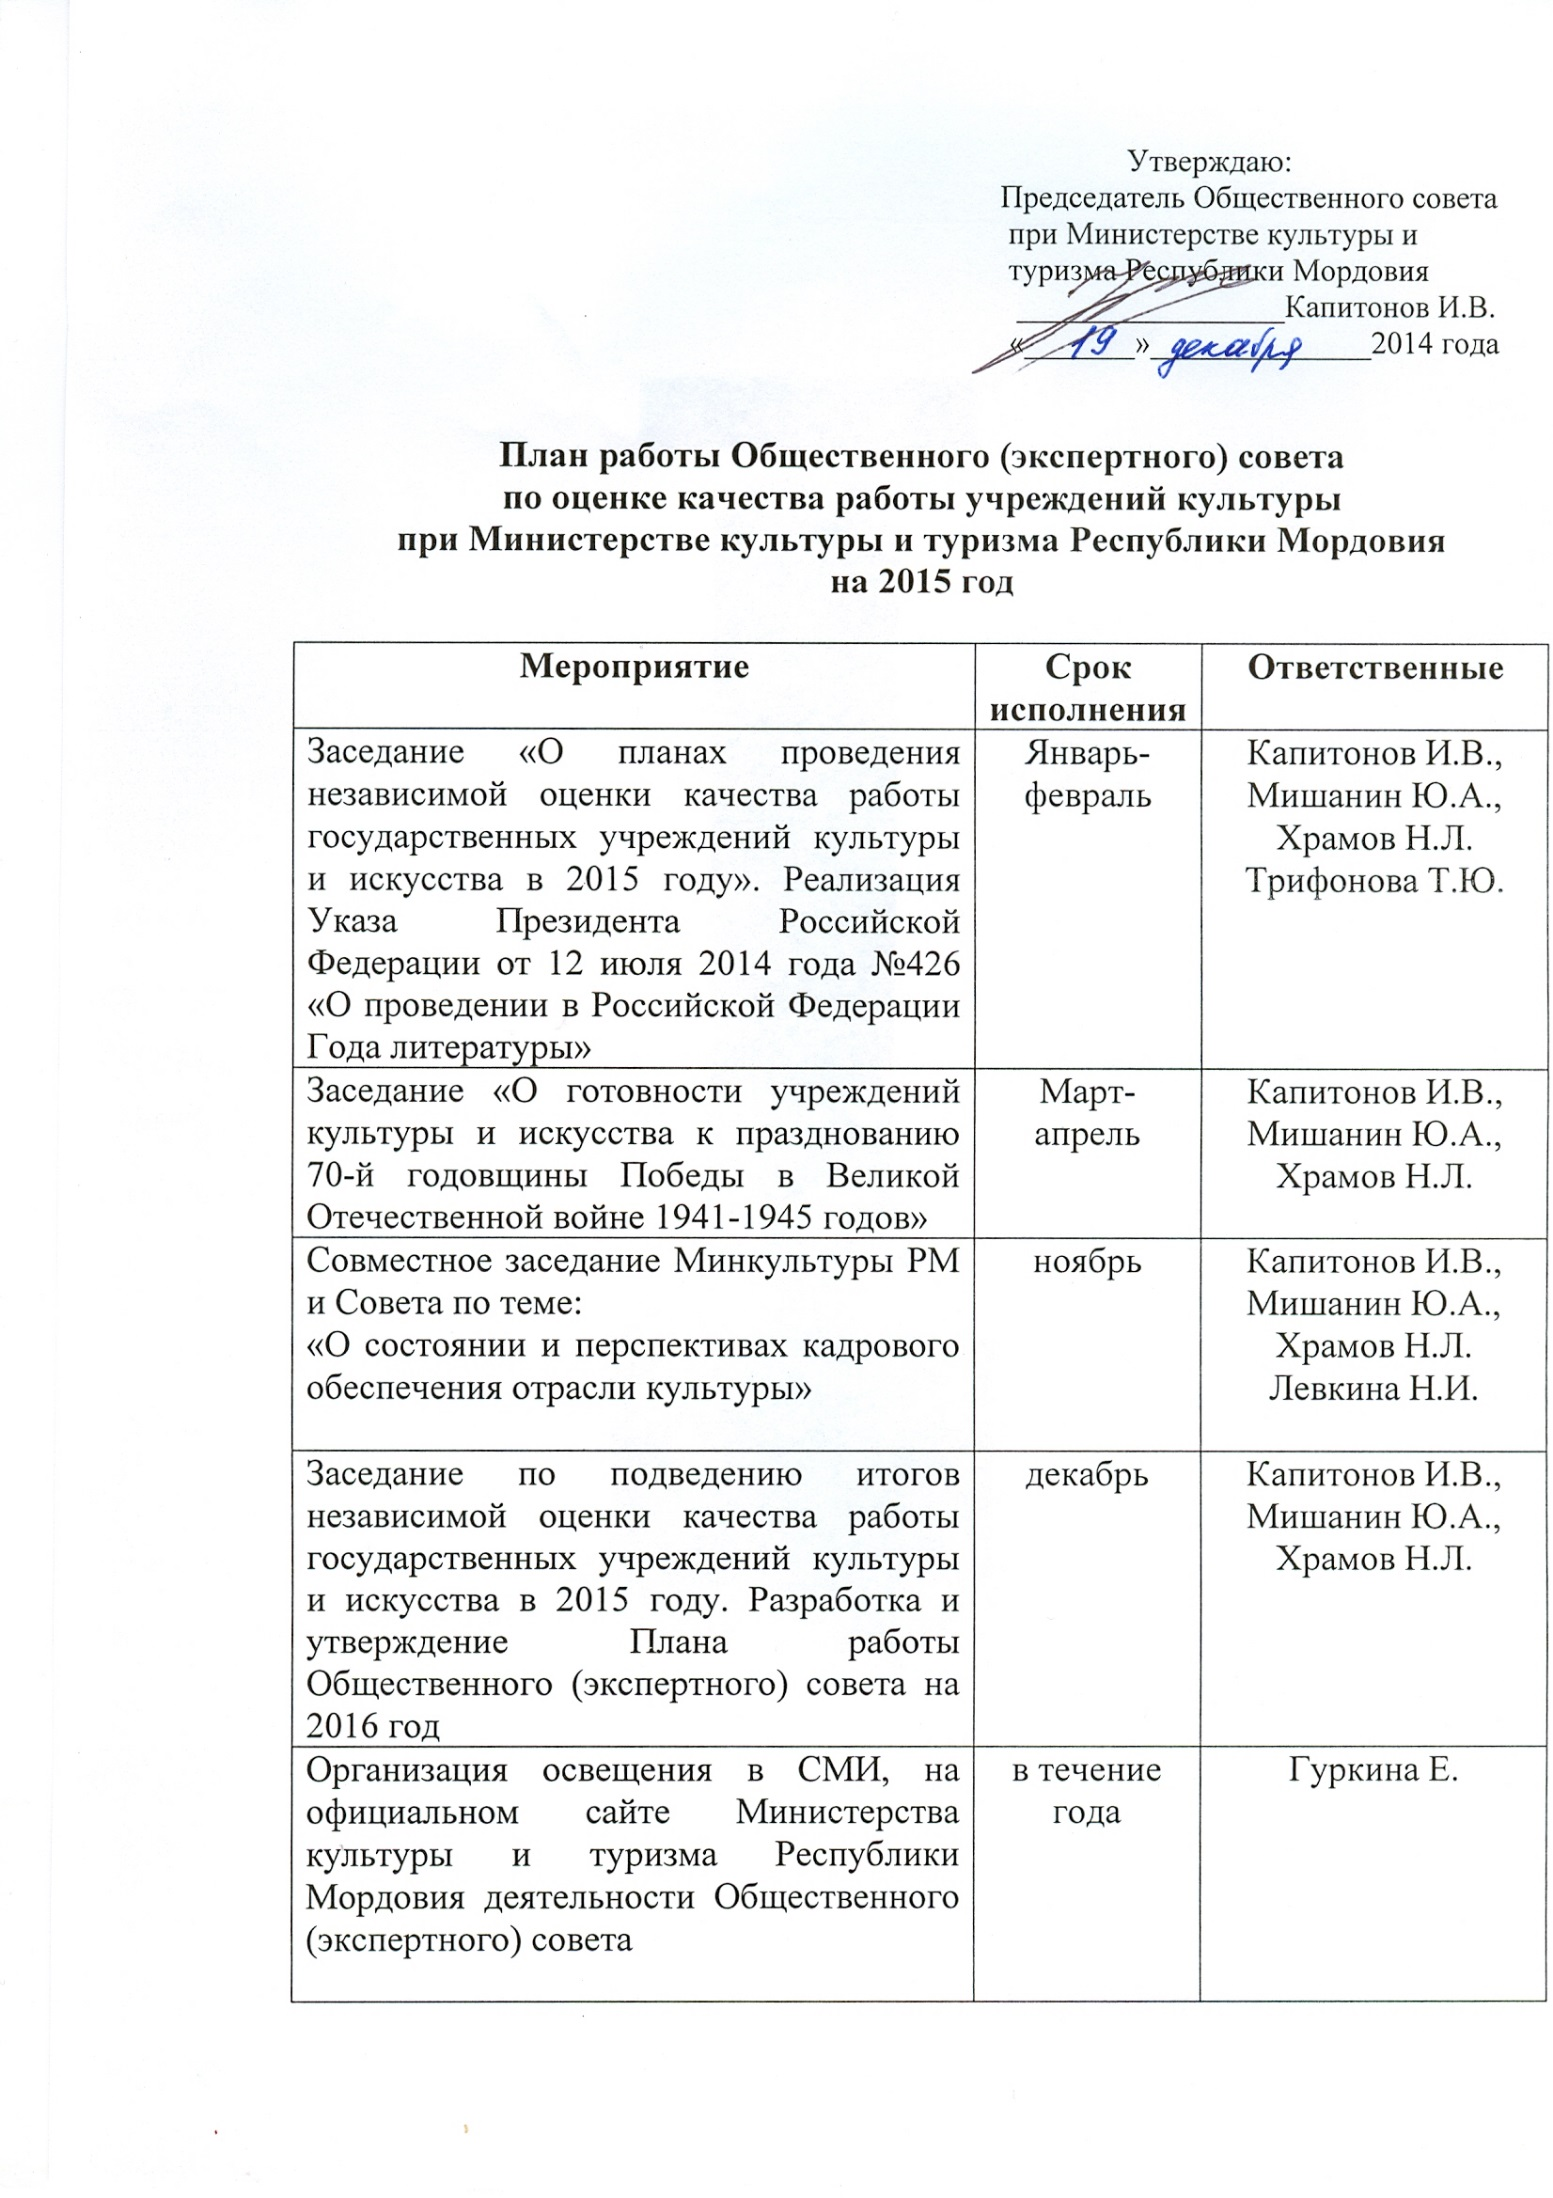 Утверждаю:
Председатель Общественного совета
при Министерстве культуры и
туризма Республики Мордовия
_________________Капитонов И.В.
«___19___»___декабря___2014 года
План работы Общественного (экспертного) совета
по оценке качества работы учреждений культуры
при Министерстве культуры и туризма Республики Мордовия
на 2015 год
Мероприятие
Срок
исполнения
Ответственные
Заседание «О планах проведения
независимой оценки качества работы
государственных учреждений культуры
и искусства в 2015 году». Реализация
Указа Президента Российской
Федерации от 12 июля 2014 года №426
«О проведении в Российской Федерации
Года литературы»
Январь-
февраль
Капитонов И.В.,
Мишанин Ю.А.,
Храмов Н.Л.
Трифонова Т.Ю.
Заседание «О готовности учреждений
культуры и искусства к празднованию
70-й годовщины Победы в Великой
Отечественной войне 1941-1945 годов»
Март-
апрель
Капитонов И.В.,
Мишанин Ю.А.,
Храмов Н.Л.
Совместное заседание Минкультуры РМ
и Совета по теме:
«О состоянии и перспективах кадрового
обеспечения отрасли культуры»
ноябрь
Капитонов И.В.,
Мишанин Ю.А.,
Храмов Н.Л.
Левкина Н.И.
Заседание по подведению итогов
независимой оценки качества работы
государственных учреждений культуры
и искусства в 2015 году. Разработка и
утверждение Плана работы
Общественного (экспертного) совета на
2016 год
декабрь
Капитонов И.В.,
Мишанин Ю.А.,
Храмов Н.Л.
Организация освещения в СМИ, на
официальном сайте Министерства
культуры и туризма Республики
Мордовия деятельности Общественного
(экспертного) совета
в течение
года
Гуркина Е.